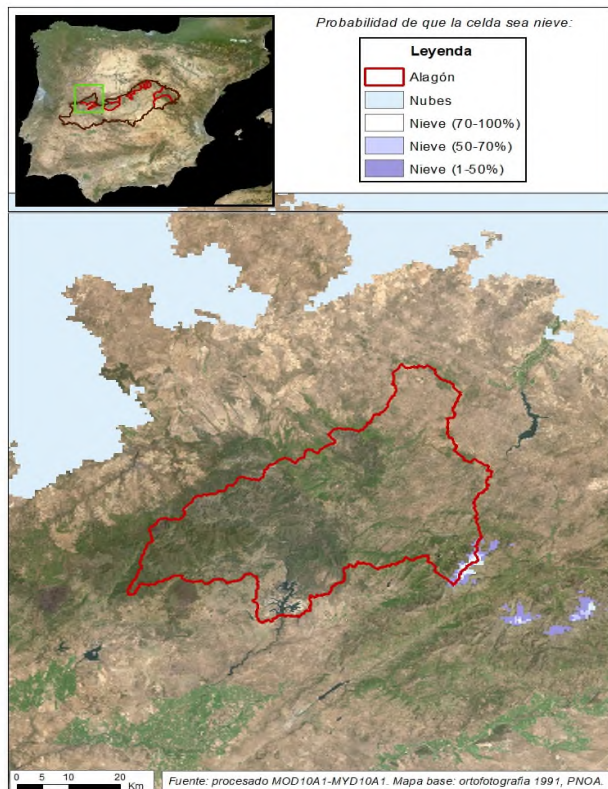 Probabilidad de que la celda sea nieve:
Leyenda
Alagón
Nubes
Nieve (70-100%)
Nieve (50-70%)
Nieve (1-50%)
0 5 10 20
Km
Fuente: procesado MOD10A1-MYD10A1. Mapa base: ortofotografia 1991, PNOA.